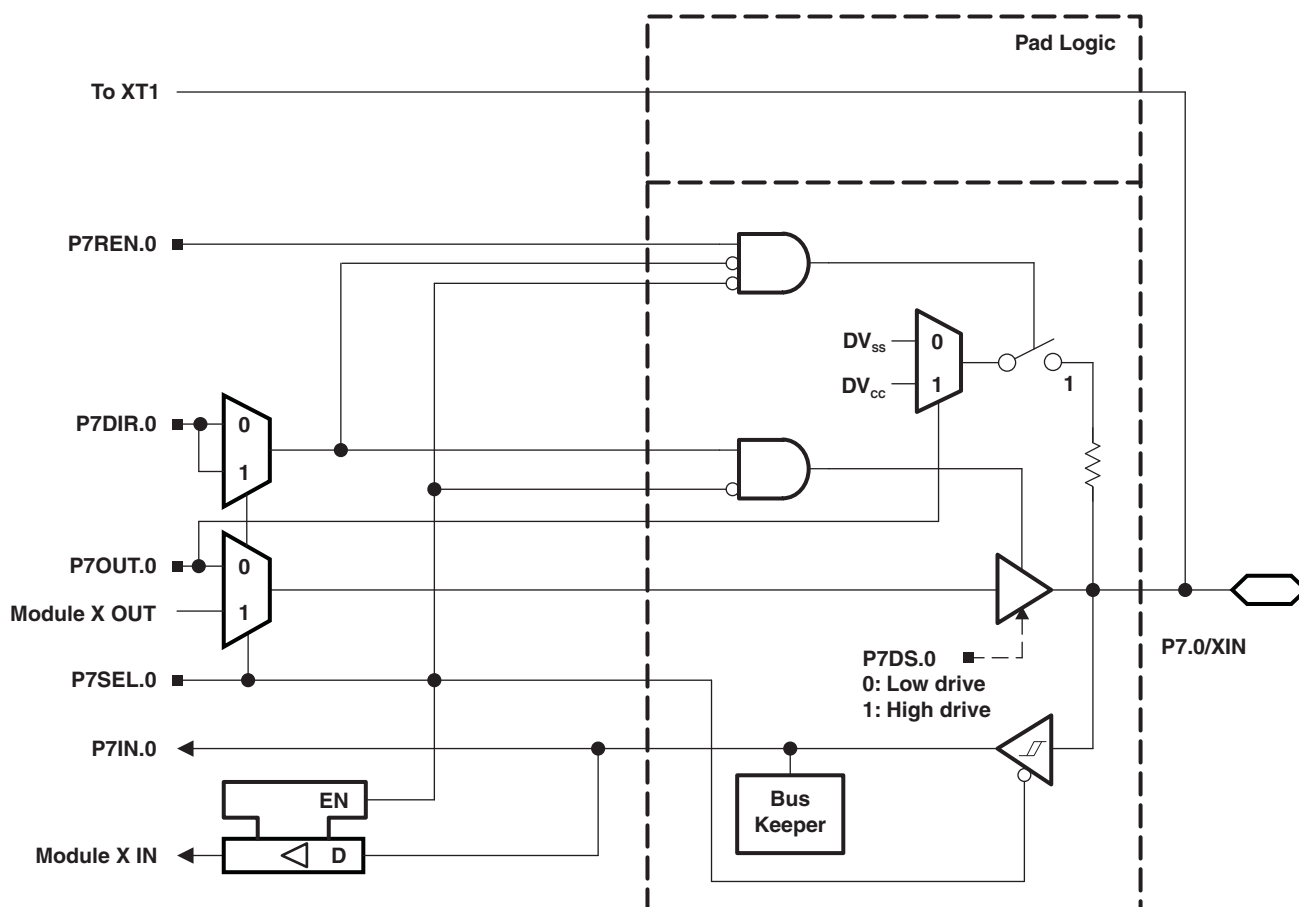 Pad Logic
To XT1
P7REN.0
DVSS
0
DVCC
1
1
P7DIR.0
0
1
P7OUT.0
0
Module X OUT
1
P7SEL.0
P7DS.0
0: Low drive
1: High drive
P7.0/XIN
P7IN.0
EN
Bus
Keeper
Module X IN
D